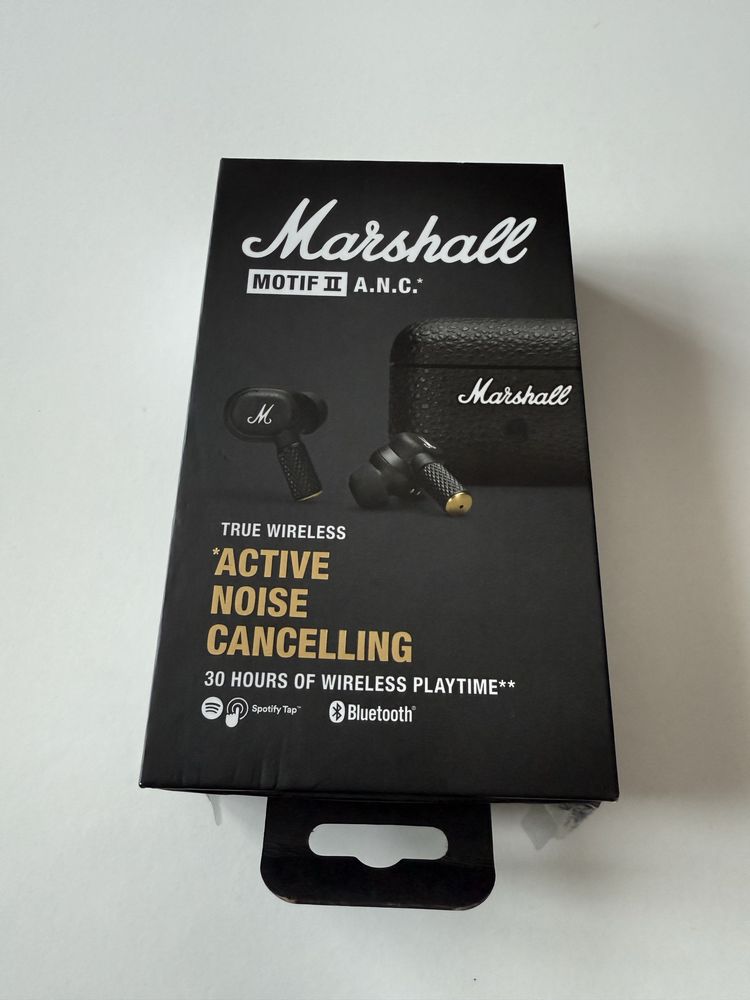 Marshall
MOTIF II A.N.C.*
Marshall
M
TRUE WIRELESS
*ACTIVE
NOISE
CANCELLING
30 HOURS OF WIRELESS PLAYTIME**
Spotify Tap™ Bluetooth®